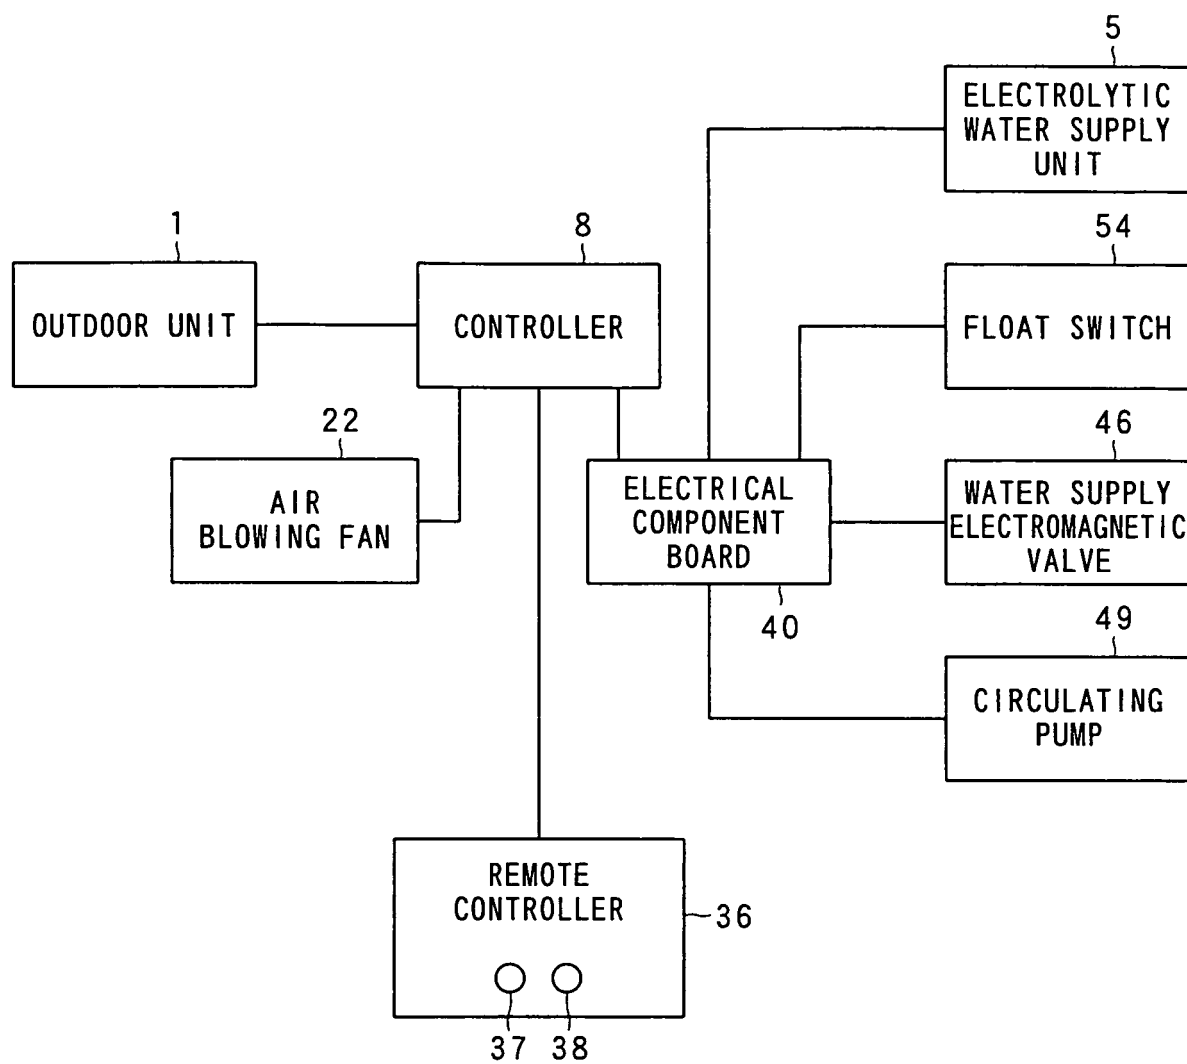 5
ELECTROLYTIC
WATER SUPPLY
UNIT
1
OUTDOOR UNIT
8
CONTROLLER
54
FLOAT SWITCH
22
AIR
BLOWING FAN
ELECTRICAL
COMPONENT
BOARD
40
46
WATER SUPPLY
ELECTROMAGNETIC
VALVE
49
CIRCULATING
PUMP
REMOTE
CONTROLLER
36
37 38